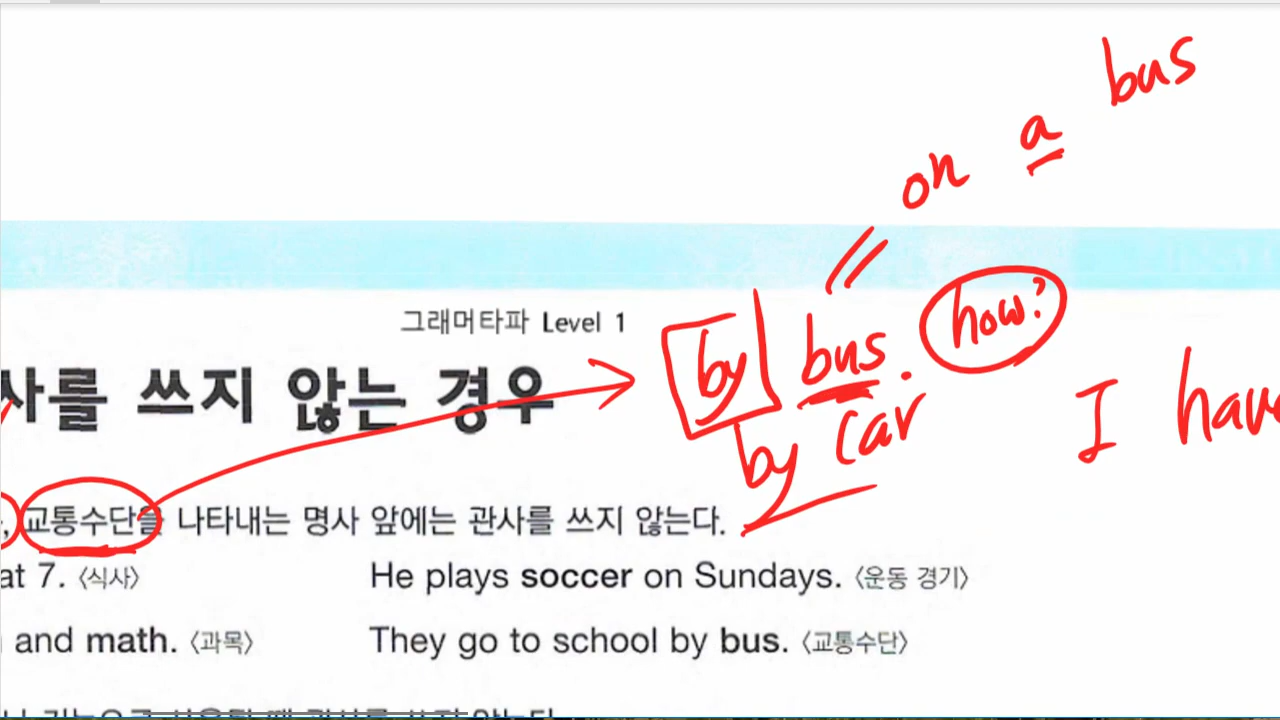 bus
on a
그래머타파 Level 1
how?
by bus.
사를 쓰지 않는 경우
by car
I have
, 교통수단을 나타내는 명사 앞에는 관사를 쓰지 않는다.
at 7. 〈식사〉 He plays soccer on Sundays. 〈운동 경기〉
and math. 〈과목〉 They go to school by bus. 〈교통수단〉